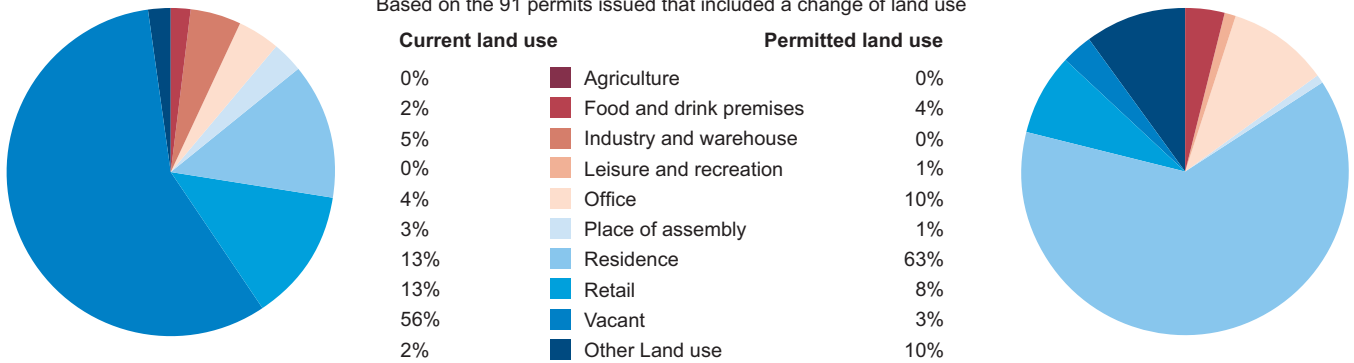 Based on the 91 permits issued that included a change of land use
Current land use Permitted land use
0% Agriculture 0%
2% Food and drink premises 4%
5% Industry and warehouse 0%
0% Leisure and recreation 1%
4% Office 10%
3% Place of assembly 1%
13% Residence 63%
13% Retail 8%
56% Vacant 3%
2% Other Land use 10%